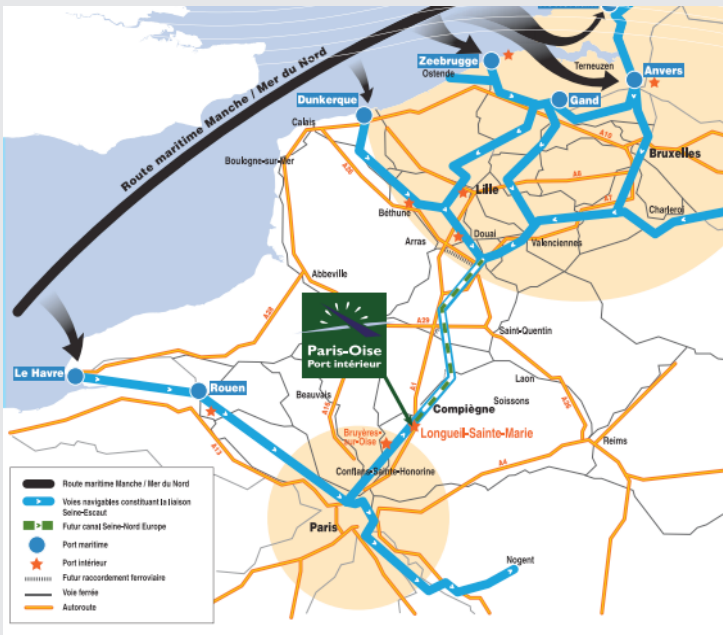 Zeebrugge
Ostende
Terneuzen
Anvers
Dunkerque
Gand
Calais
A15
Route maritime Manche / Mer du Nord
Bruxelles
Boulogne-sur-Mer
A26
A8
Lille
Béthune
A7
Charleroi
Douai
Arras
Valenciennes
Abbeville
A28
A29
Saint-Quentin
Paris-Oise
Port intérieur
Le Havre
Rouen
Laon
Beauvais
A1
Compiègne
Soissons
A26
Bruyères-
sur-Oise
Longueil-Sainte-Marie
Reims
A13
Conflans-Sainte-Honorine
A4
Paris
Nogent
Route maritime Manche / Mer du Nord
Voies navigables constituant la liaison
Seine-Escaut
Futur canal Seine-Nord Europe
Port maritime
Port intérieur
Futur raccordement ferroviaire
Voie ferrée
Autoroute